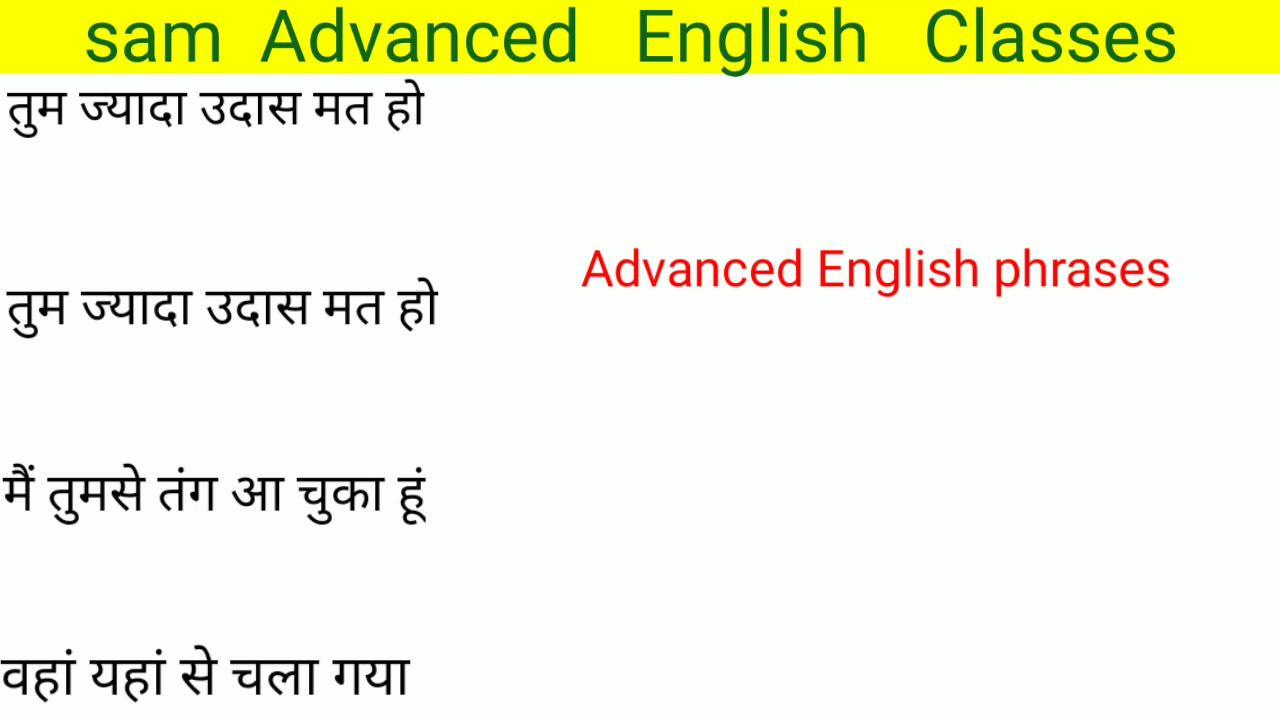 sam Advanced English Classes
तुम ज्यादा उदास मत हो
Advanced English phrases
तुम ज्यादा उदास मत हो
मैं तुमसे तंग आ चुका हूं
वहां यहां से चला गया